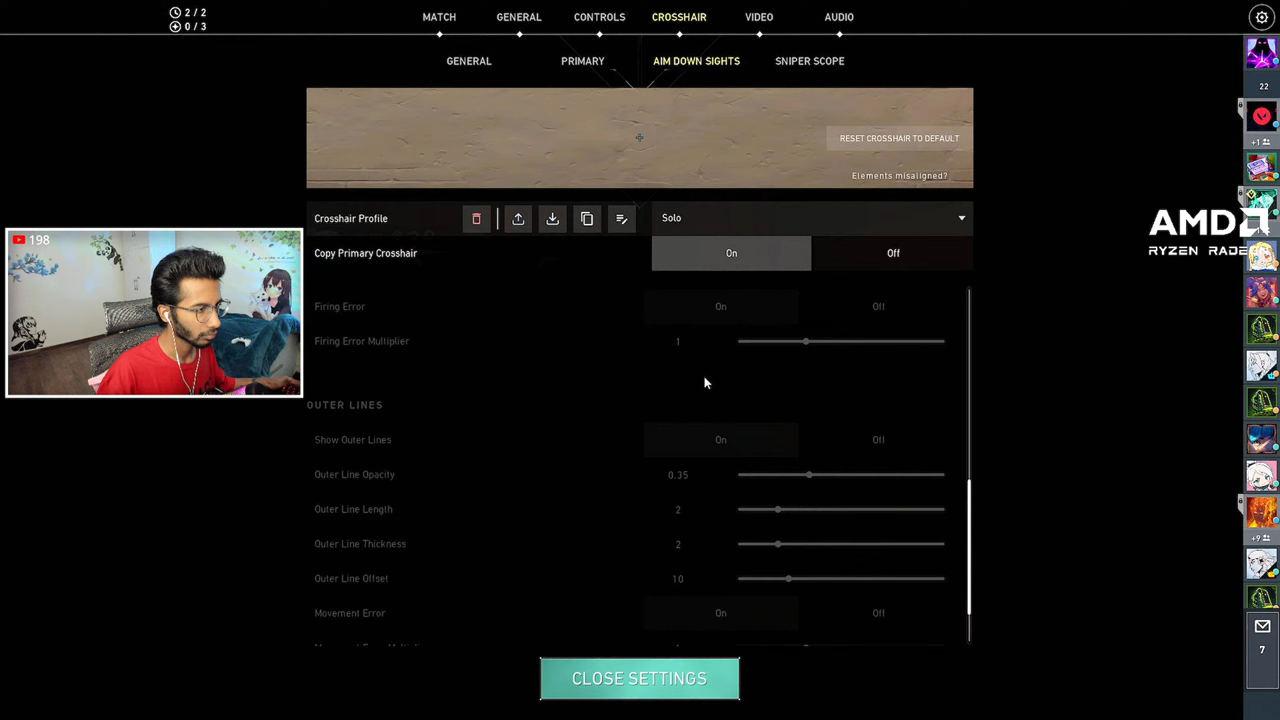 2 / 2
0 / 3
MATCH
GENERAL
CONTROLS
CROSSHAIR
VIDEO
AUDIO
GENERAL
PRIMARY
AIM DOWN SIGHTS
SNIPER SCOPE
22
RESET CROSSHAIR TO DEFAULT
Elements misaligned?
+1
Crosshair Profile
Solo
AMD
RYZEN RADE
198
Copy Primary Crosshair
On
Off
Firing Error
On
Off
Firing Error Multiplier
1
OUTER LINES
Show Outer Lines
On
Off
Outer Line Opacity
0.35
Outer Line Length
2
+9
Outer Line Thickness
2
Outer Line Offset
10
Movement Error
On
Off
7
CLOSE SETTINGS